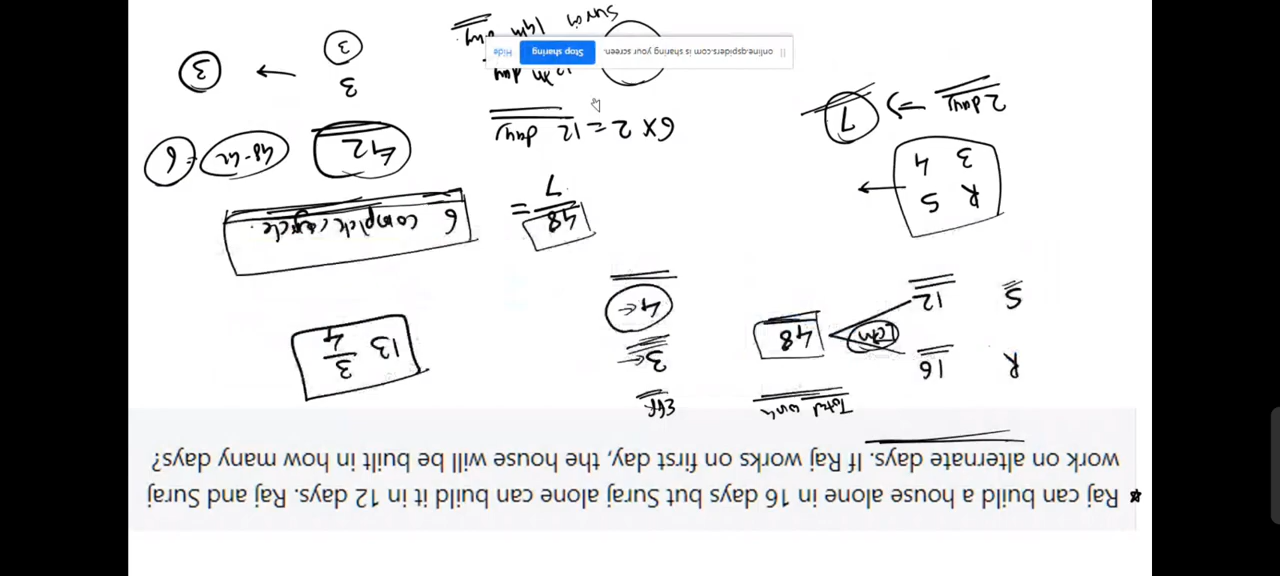 * Raj can build a house alone in 16 days but Suraj alone can build it in 12 days. Raj and Suraj
work on alternate days. If Raj works on first day, the house will be built in how many days?
Total work
Eff
R 16
3
S 12
LCM
48
4
13 3/4
R S
3 4
48/7 =
6 complete cycle
2 days => 7
6 x 2 = 12 days
42
48-42 = 6
3
3
3
online.qspiders.com is sharing your screen.
Stop sharing
Hide
Suraj